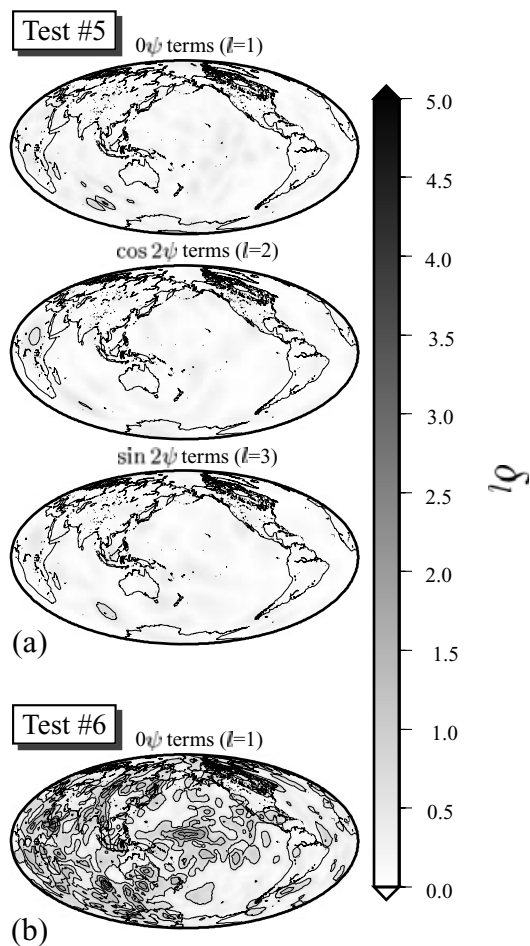 Test #5
0ψ terms (l=1)
cos 2ψ terms (l=2)
sin 2ψ terms (l=3)
(a)
Test #6
0ψ terms (l=1)
(b)
5.0
4.5
4.0
3.5
3.0
2.5
2.0
1.5
1.0
0.5
0.0
δl